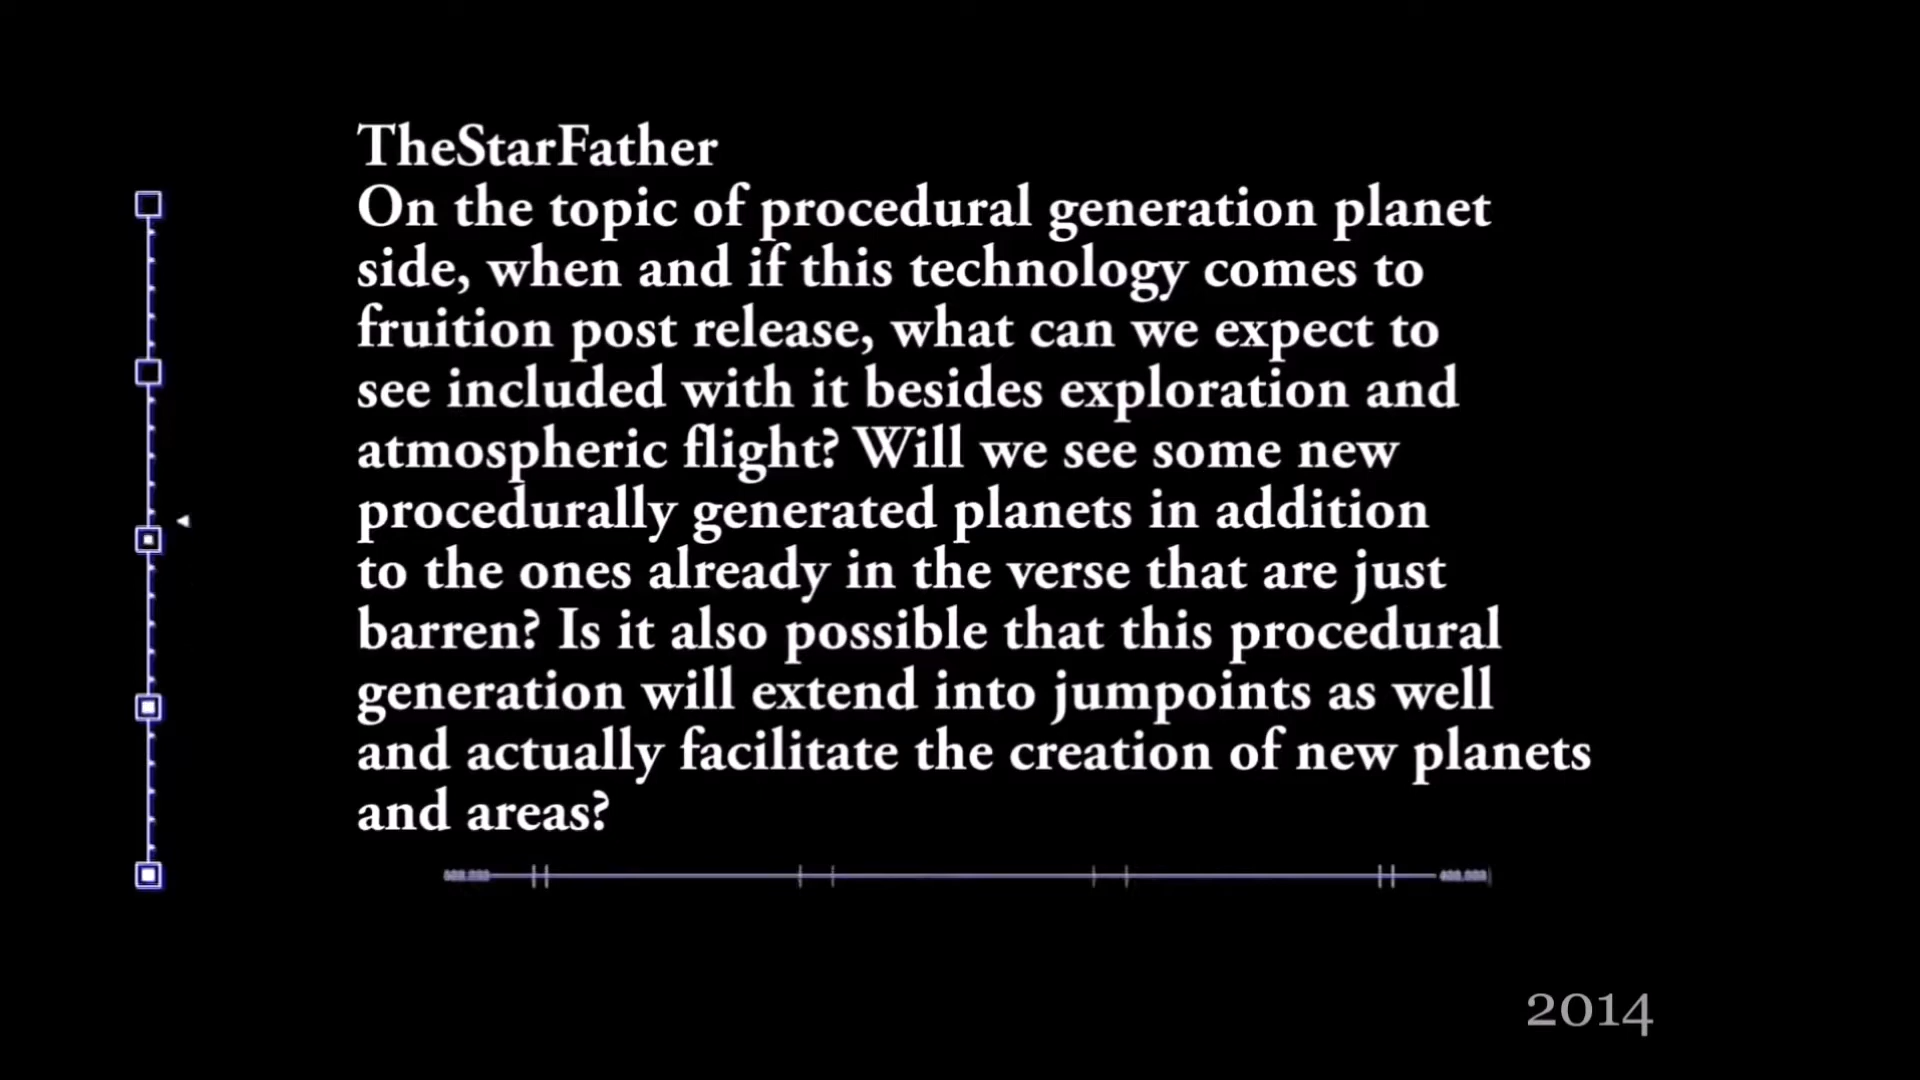 TheStarFather
On the topic of procedural generation planet
side, when and if this technology comes to
fruition post release, what can we expect to
see included with it besides exploration and
atmospheric flight? Will we see some new
procedurally generated planets in addition
to the ones already in the verse that are just
barren? Is it also possible that this procedural
generation will extend into jumpoints as well
and actually facilitate the creation of new planets
and areas?
2014